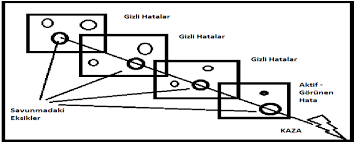 Gizli Hatalar
Gizli Hatalar
Gizli Hatalar
Aktif -
Görünen
Hata
Savunmadaki
Eksikler
KAZA